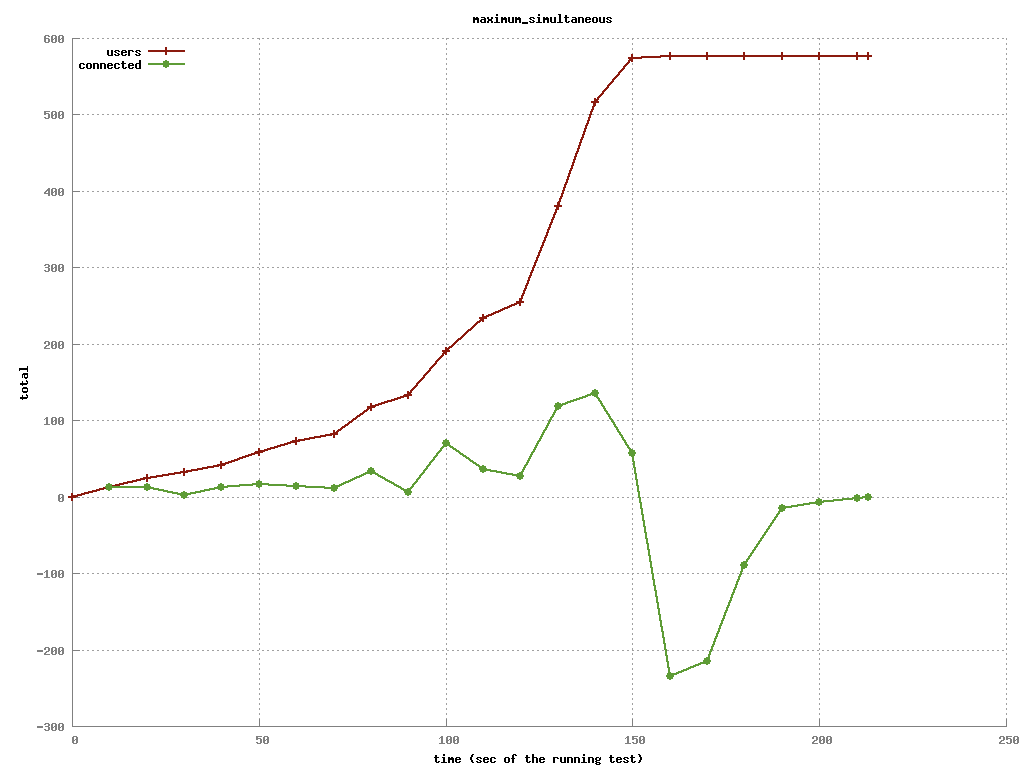 maximum_simultaneous
users
connected
600
500
400
300
200
100
0
-100
-200
-300
total
0 50 100 150 200 250
time (sec of the running test)